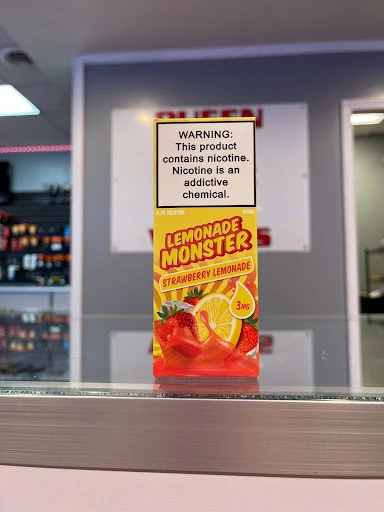 QUEEN
WARNING:
This product
contains nicotine.
Nicotine is an
addictive
chemical.
LEMONADE
MONSTER
STRAWBERRY LEMONADE
3MG